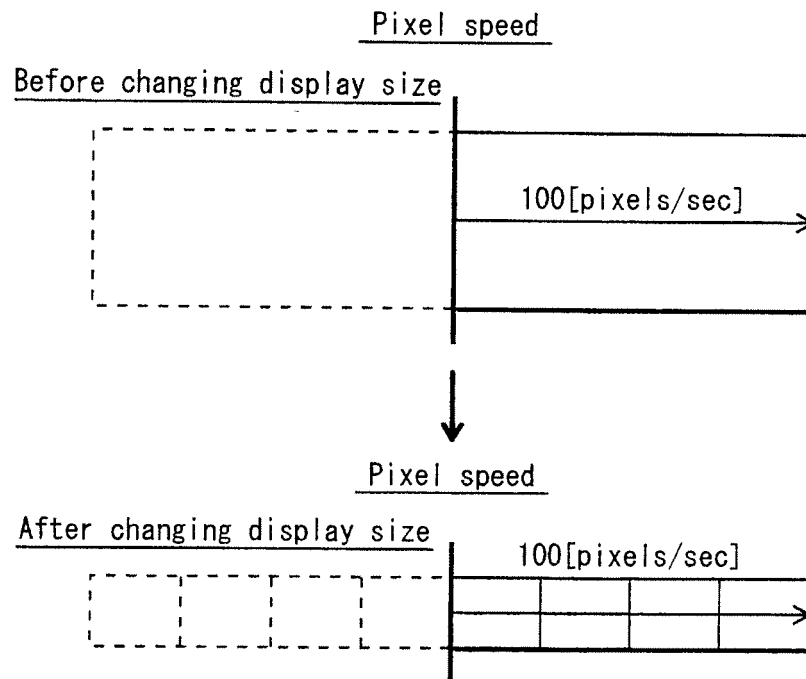 Pixel speed
Before changing display size
100[pixels/sec]
Pixel speed
After changing display size
100[pixels/sec]